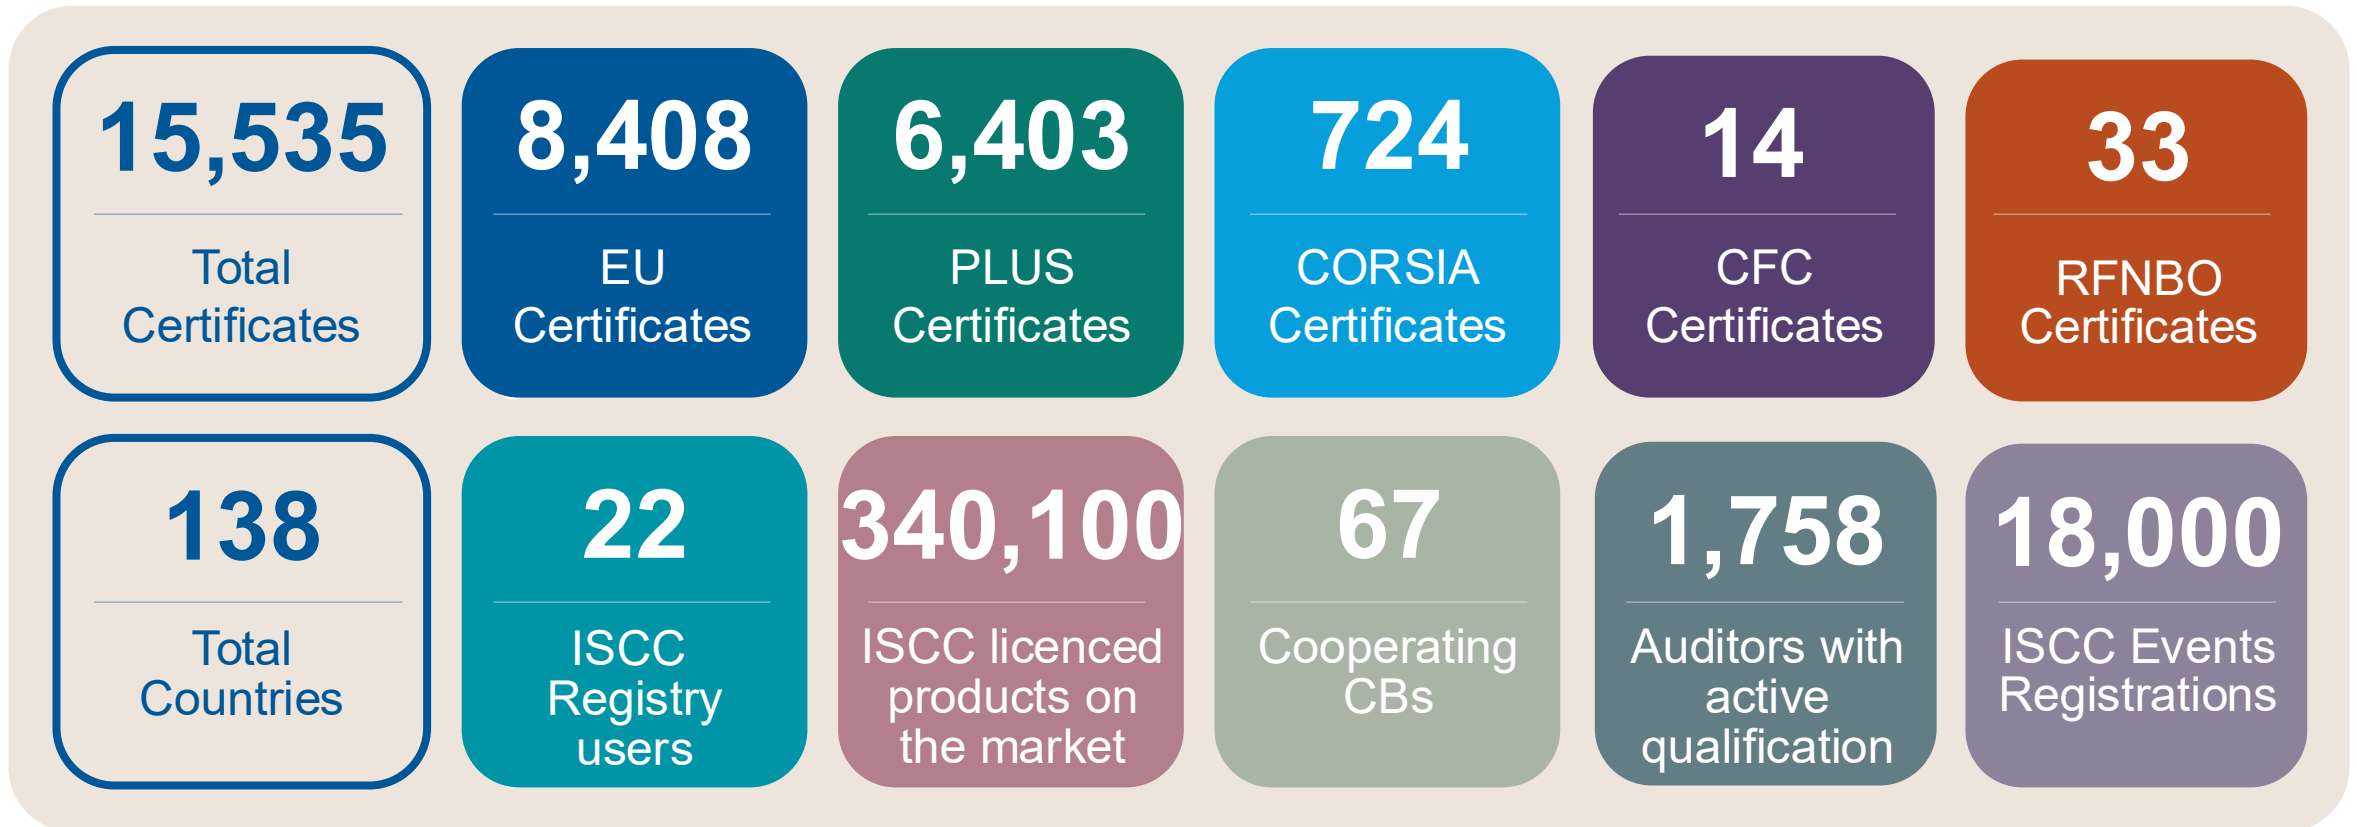 15,535
Total
Certificates
8,408
EU
Certificates
6,403
PLUS
Certificates
724
CORSIA
Certificates
14
CFC
Certificates
33
RFNBO
Certificates
138
Total
Countries
22
ISCC
Registry
users
340,100
ISCC licenced
products on
the market
67
Cooperating
CBs
1,758
Auditors with
active
qualification
18,000
ISCC Events
Registrations